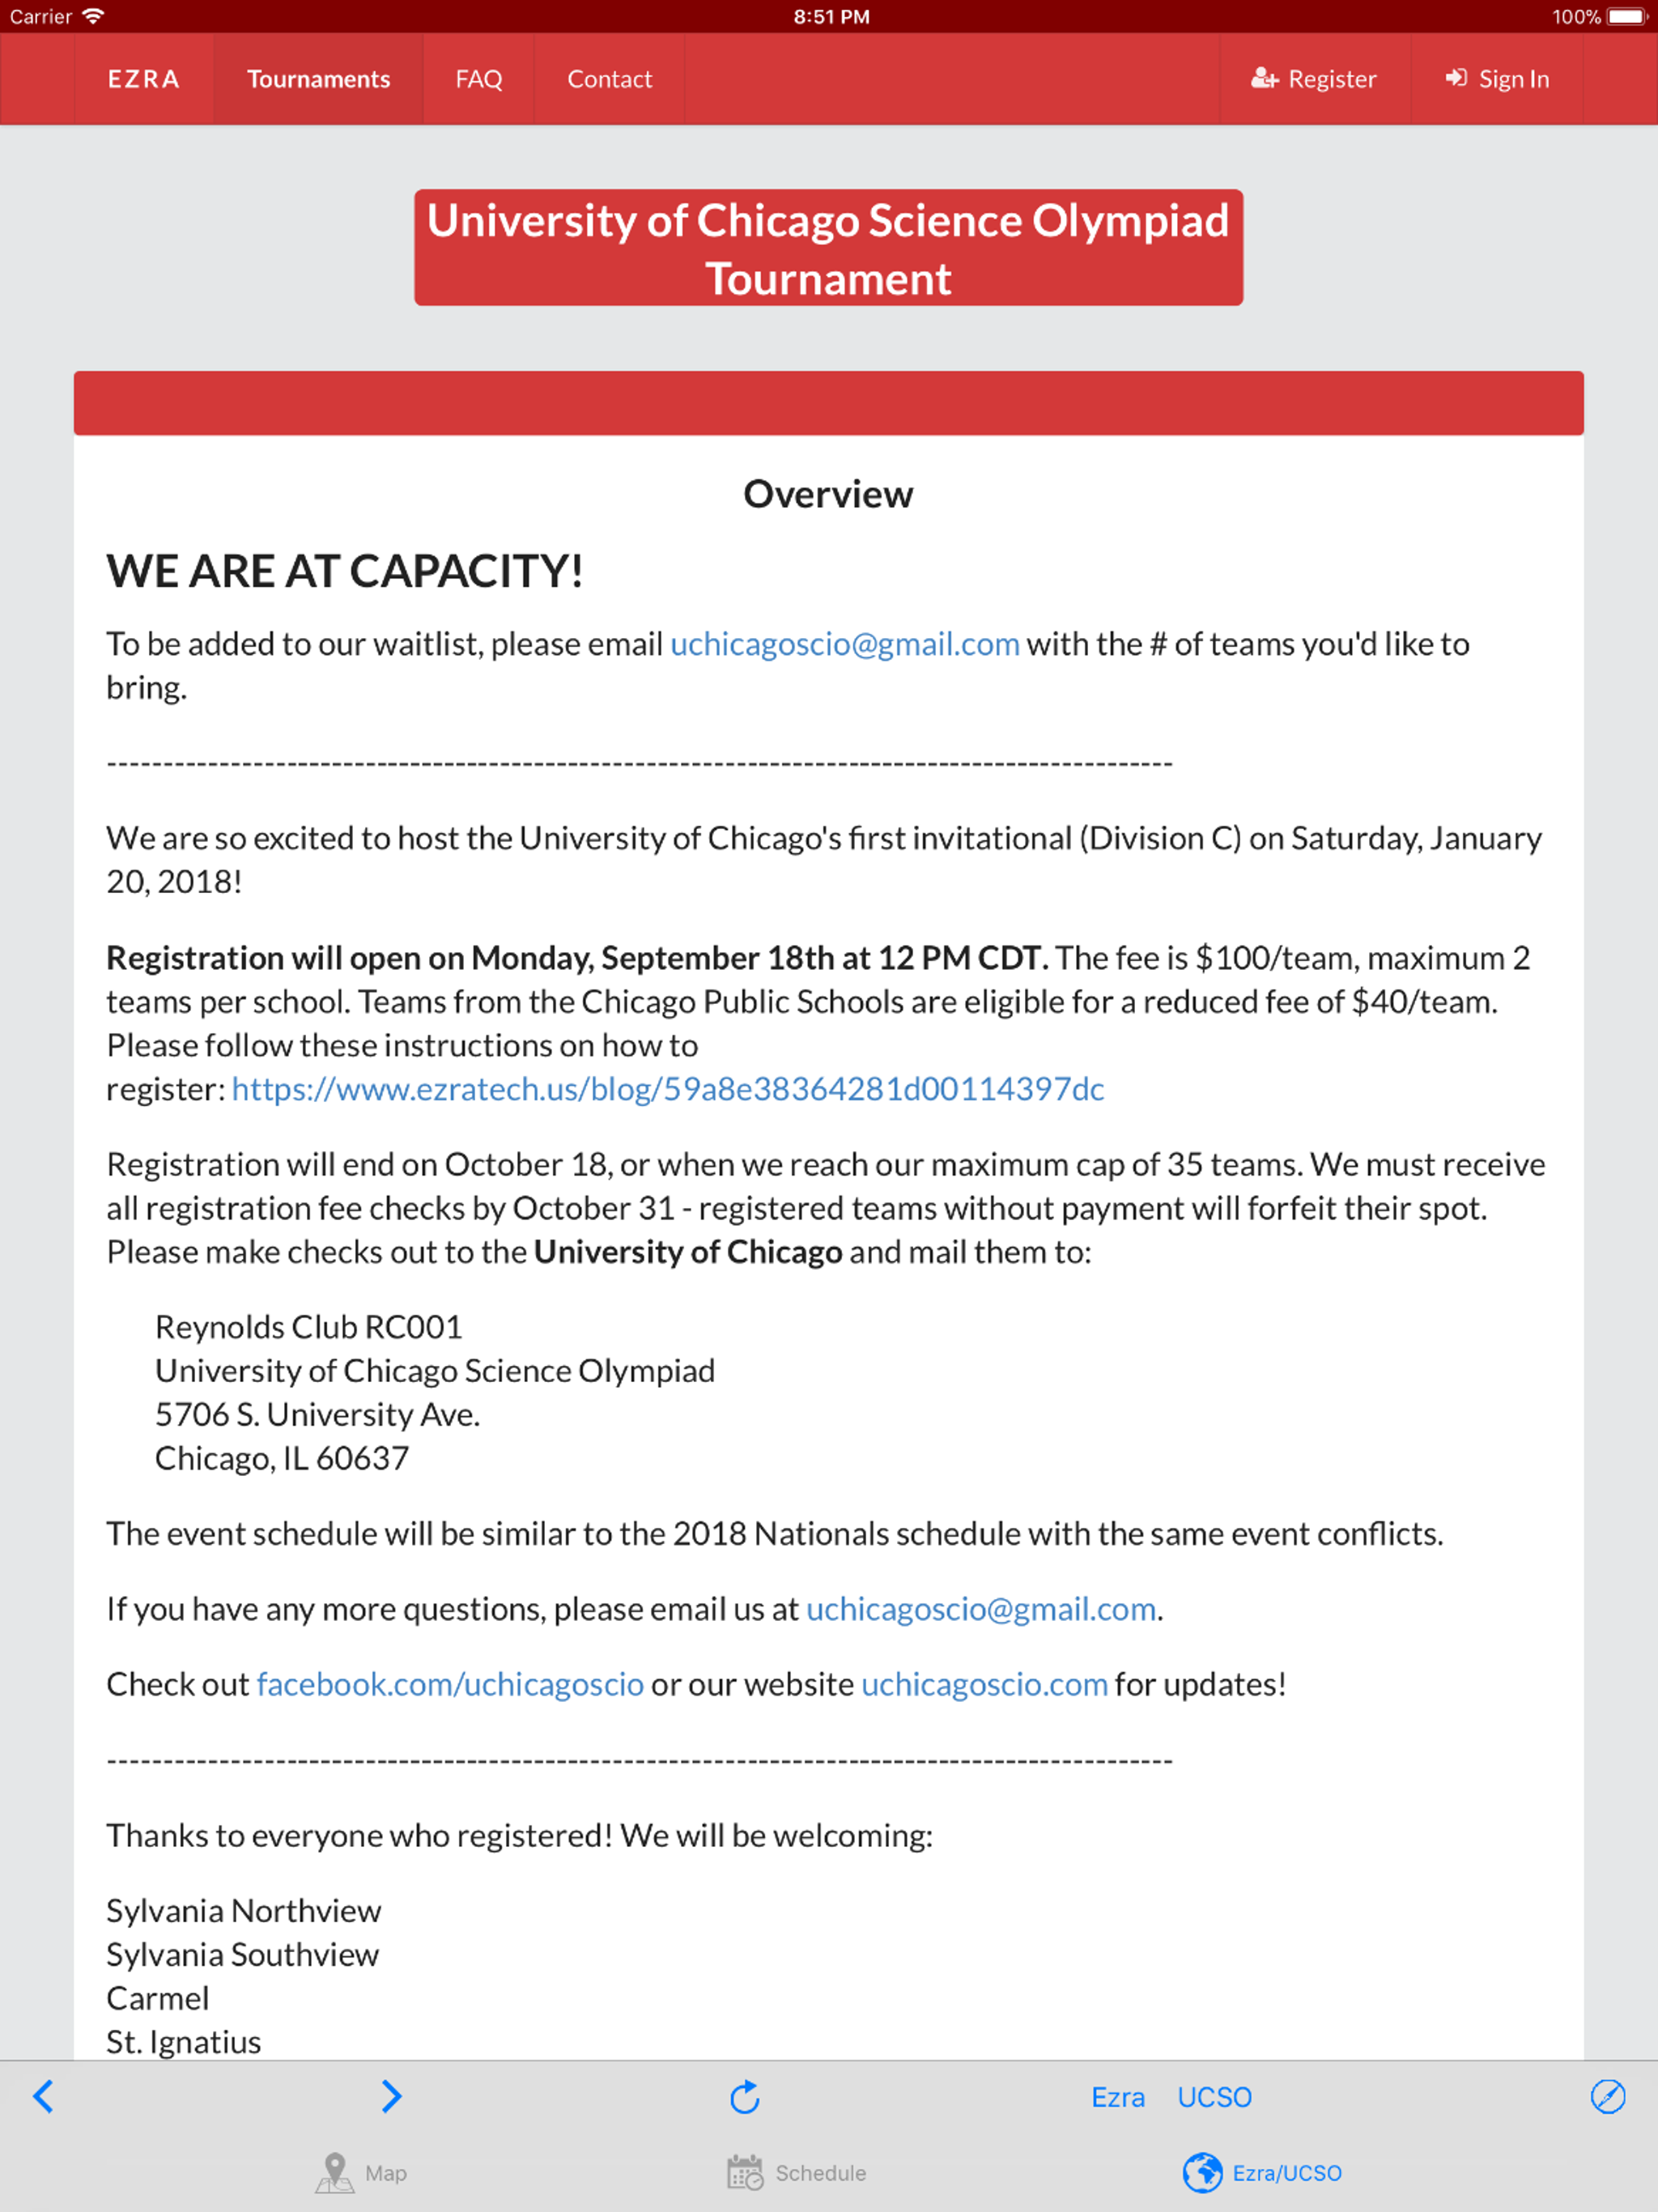 Carrier 8:51 PM 100%
EZRA Tournaments FAQ Contact Register Sign In
University of Chicago Science Olympiad
Tournament
Overview
WE ARE AT CAPACITY!
To be added to our waitlist, please email uchicagoscio@gmail.com with the # of teams you'd like to
bring.
-----------------------------------------------------------------------------------------------
We are so excited to host the University of Chicago's first invitational (Division C) on Saturday, January
20, 2018!
Registration will open on Monday, September 18th at 12 PM CDT. The fee is $100/team, maximum 2
teams per school. Teams from the Chicago Public Schools are eligible for a reduced fee of $40/team.
Please follow these instructions on how to
register: https://www.ezratech.us/blog/59a8e38364281d00114397dc
Registration will end on October 18, or when we reach our maximum cap of 35 teams. We must receive
all registration fee checks by October 31 - registered teams without payment will forfeit their spot.
Please make checks out to the University of Chicago and mail them to:
Reynolds Club RC001
University of Chicago Science Olympiad
5706 S. University Ave.
Chicago, IL 60637
The event schedule will be similar to the 2018 Nationals schedule with the same event conflicts.
If you have any more questions, please email us at uchicagoscio@gmail.com.
Check out facebook.com/uchicagoscio or our website uchicagoscio.com for updates!
-----------------------------------------------------------------------------------------------
Thanks to everyone who registered! We will be welcoming:
Sylvania Northview
Sylvania Southview
Carmel
St. Ignatius
Ezra UCSO
Map Schedule Ezra/UCSO